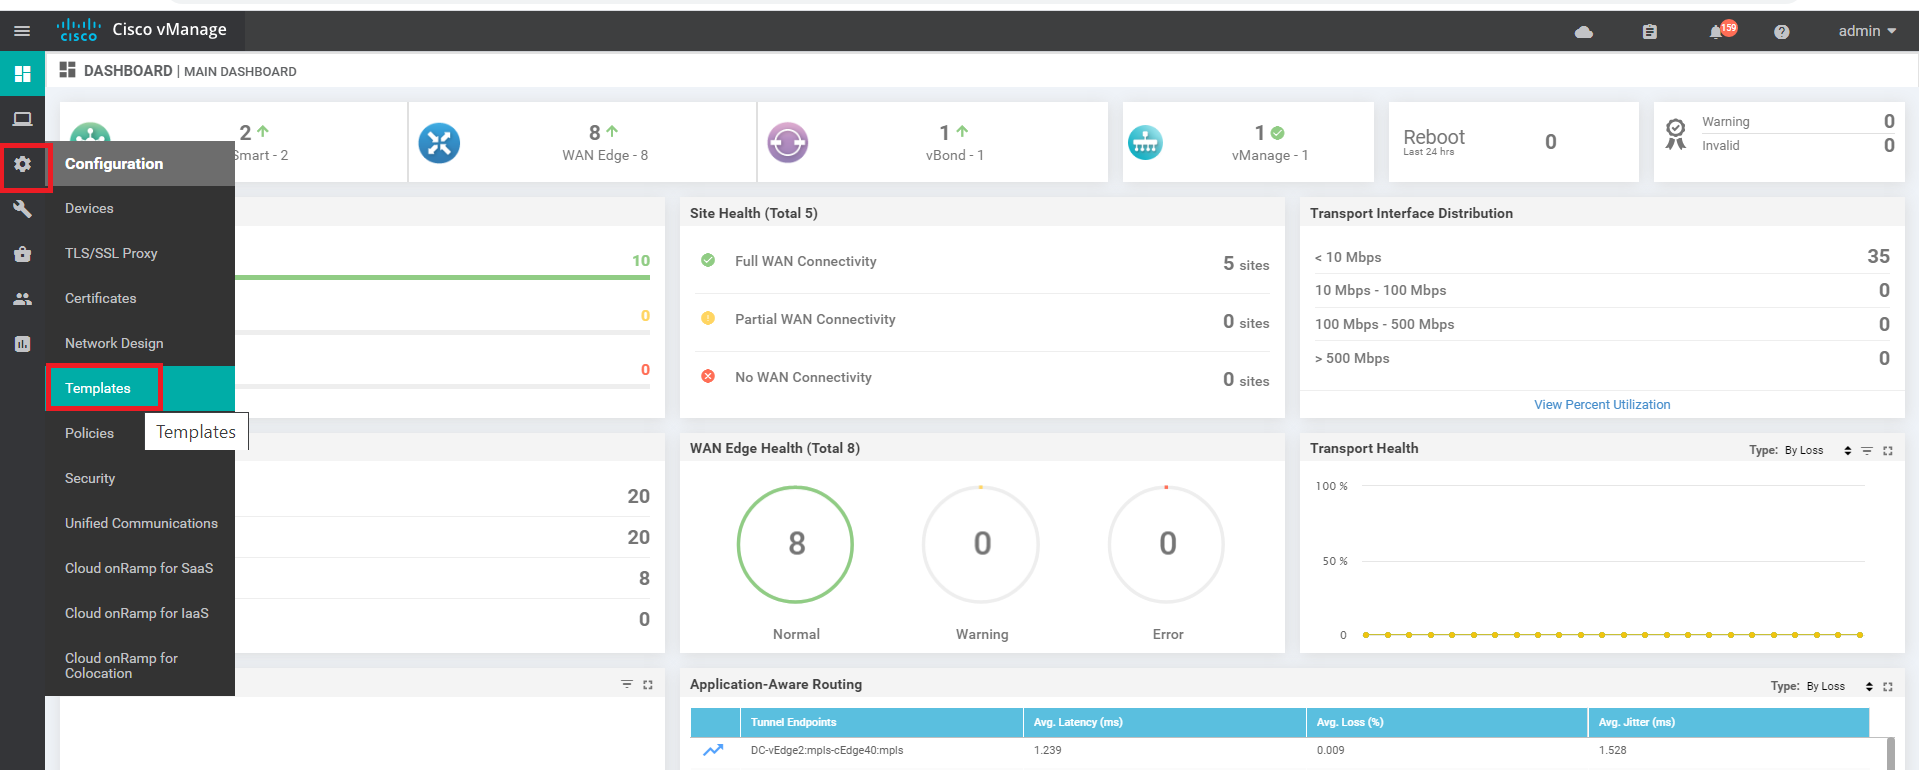 CISCO
Cisco vManage
159
admin
DASHBOARD | MAIN DASHBOARD
2
Smart - 2
8
WAN Edge - 8
1
vBond - 1
1
vManage - 1
Reboot
Last 24 hrs
0
Warning 0
Invalid 0
Configuration
Devices
TLS/SSL Proxy
Certificates
Network Design
Templates
Templates
Policies
Security
Unified Communications
Cloud onRamp for SaaS
Cloud onRamp for IaaS
Cloud onRamp for
Colocation
10
0
0
Site Health (Total 5)
Full WAN Connectivity 5 sites
Partial WAN Connectivity 0 sites
No WAN Connectivity 0 sites
Transport Interface Distribution
< 10 Mbps 35
10 Mbps - 100 Mbps 0
100 Mbps - 500 Mbps 0
> 500 Mbps 0
View Percent Utilization
20
20
8
0
WAN Edge Health (Total 8)
8 0 0
Normal Warning Error
Transport Health Type: By Loss
100 %
50 %
0
Application-Aware Routing Type: By Loss
Tunnel Endpoints Avg. Latency (ms) Avg. Loss (%) Avg. Jitter (ms)
DC-vEdge2:mpls-cEdge40:mpls 1.239 0.009 1.528